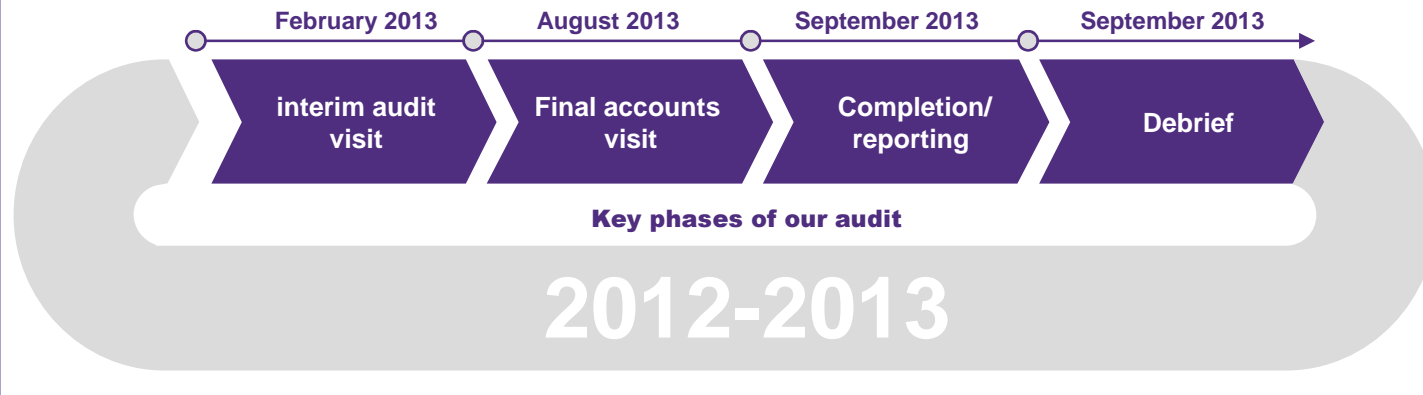 February 2013 August 2013 September 2013 September 2013
interim audit
visit
Final accounts
visit
Completion/
reporting
Debrief
Key phases of our audit
2012-2013